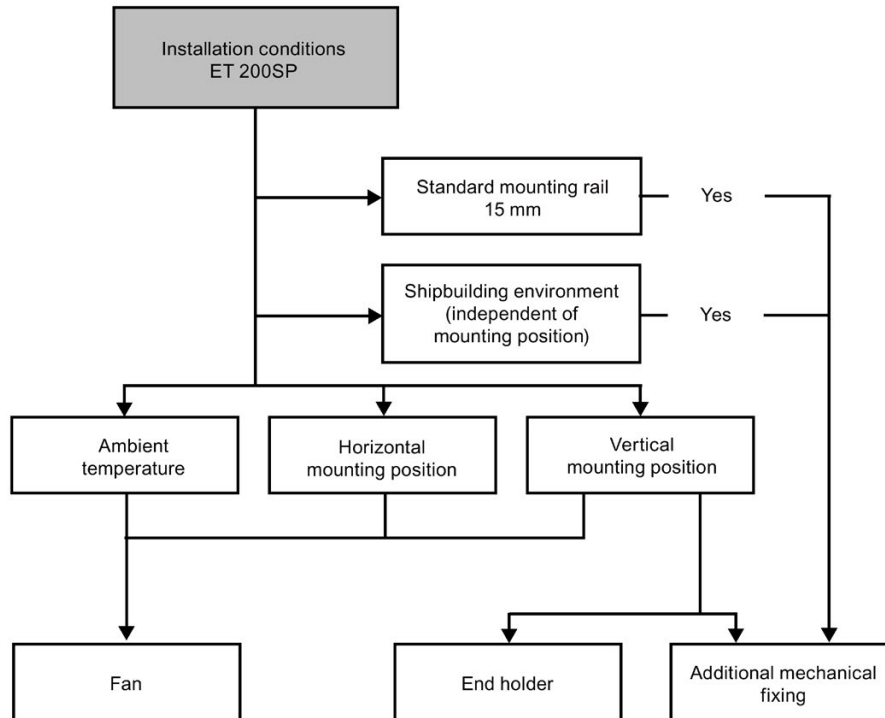 Installation conditions
ET 200SP
Standard mounting rail
15 mm
Yes
Shipbuilding environment
(independent of
mounting position)
Yes
Ambient
temperature
Horizontal
mounting position
Vertical
mounting position
Fan
End holder
Additional mechanical
fixing